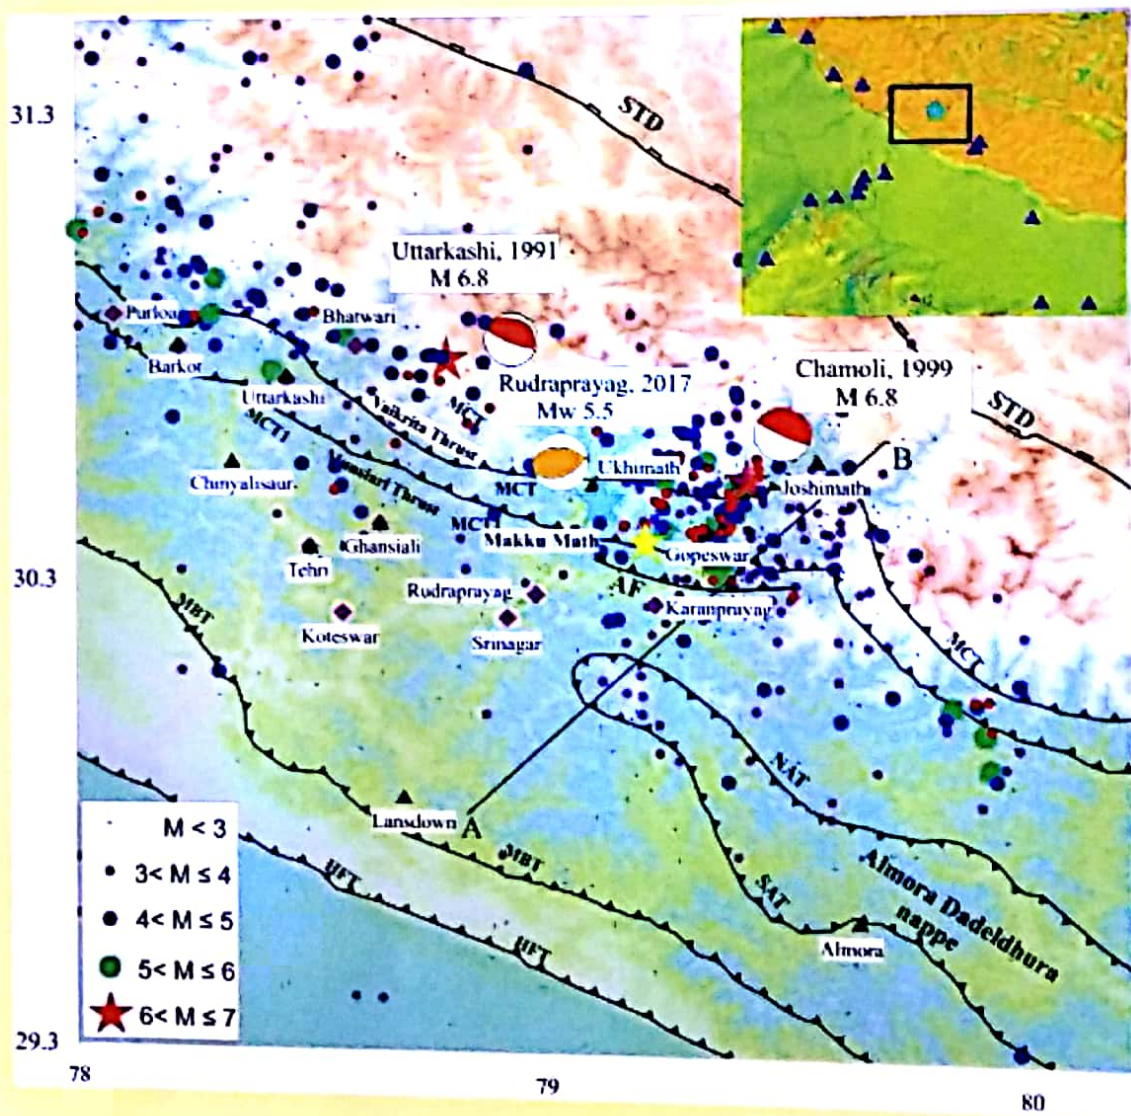 31.3
STD
Uttarkashi, 1991
M 6.8
Purloa
Bhatwari
Barkot
Rudraprayag, 2017
Mw 5.5
Chamoli, 1999
M 6.8
STD
Uttarkashi
MCT
Vaikrita Thrust
MCT1
Munsiari Thrust
Ukhimath
B
Chinyalisaur
MCT
Joshimath
MCT1
Makku Math
Ghansiali
Gopeswar
Tehri
30.3
AF
Rudraprayag
Karanprayag
MBT
Koteswar
Srinagar
MCT
NAT
Lansdown
A
M < 3
MBT
3< M ≤ 4
HFT
SAT
Almora Dadeldhura
nappe
4< M ≤ 5
HFT
Almora
5< M ≤ 6
6< M ≤ 7
29.3
78
79
80